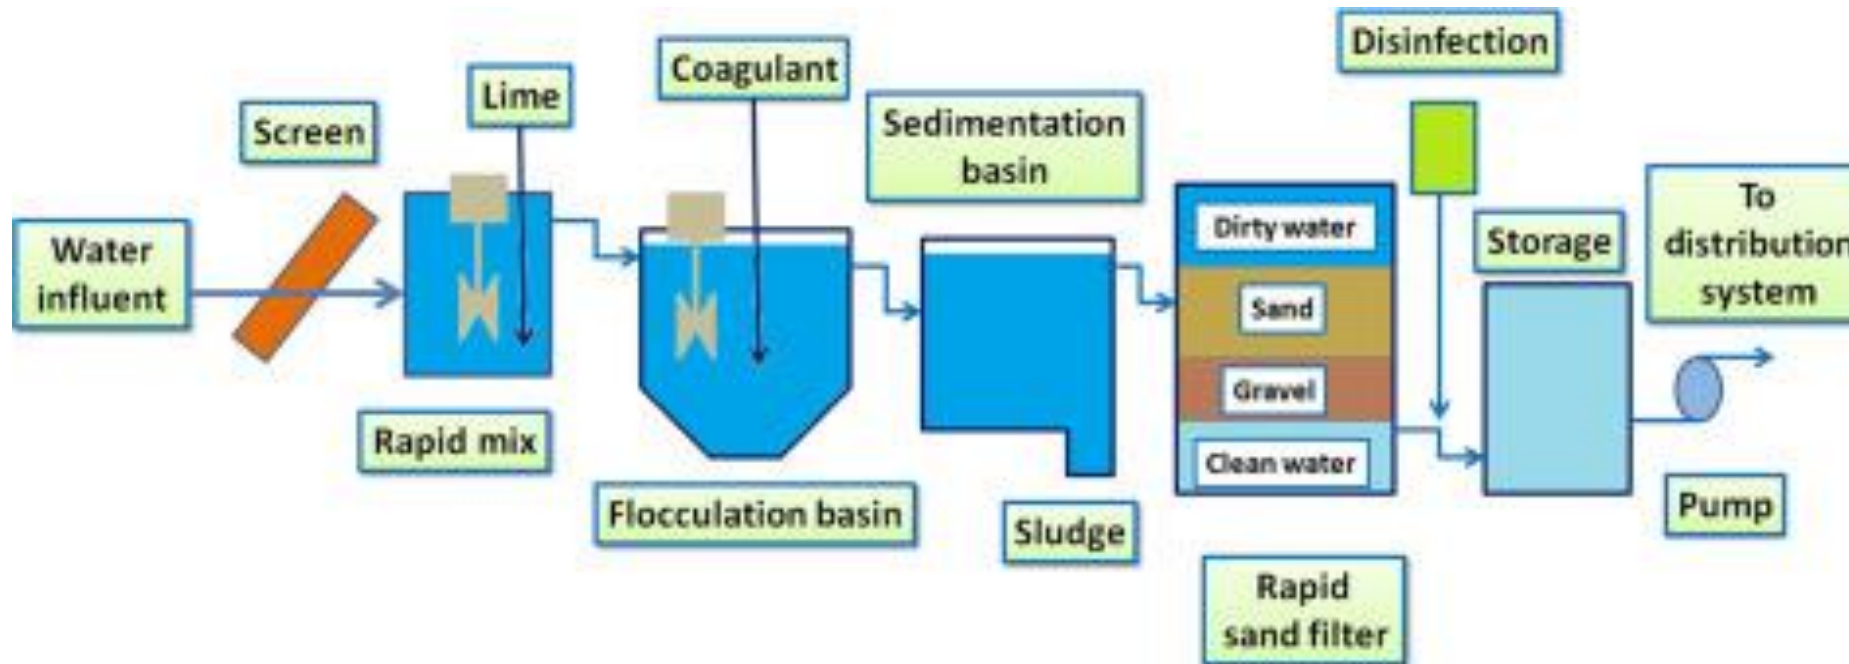 Water
influent
Screen
Lime
Rapid mix
Coagulant
Flocculation basin
Sedimentation
basin
Sludge
Dirty water
Sand
Gravel
Clean water
Rapid
sand filter
Disinfection
Storage
To
distribution
system
Pump